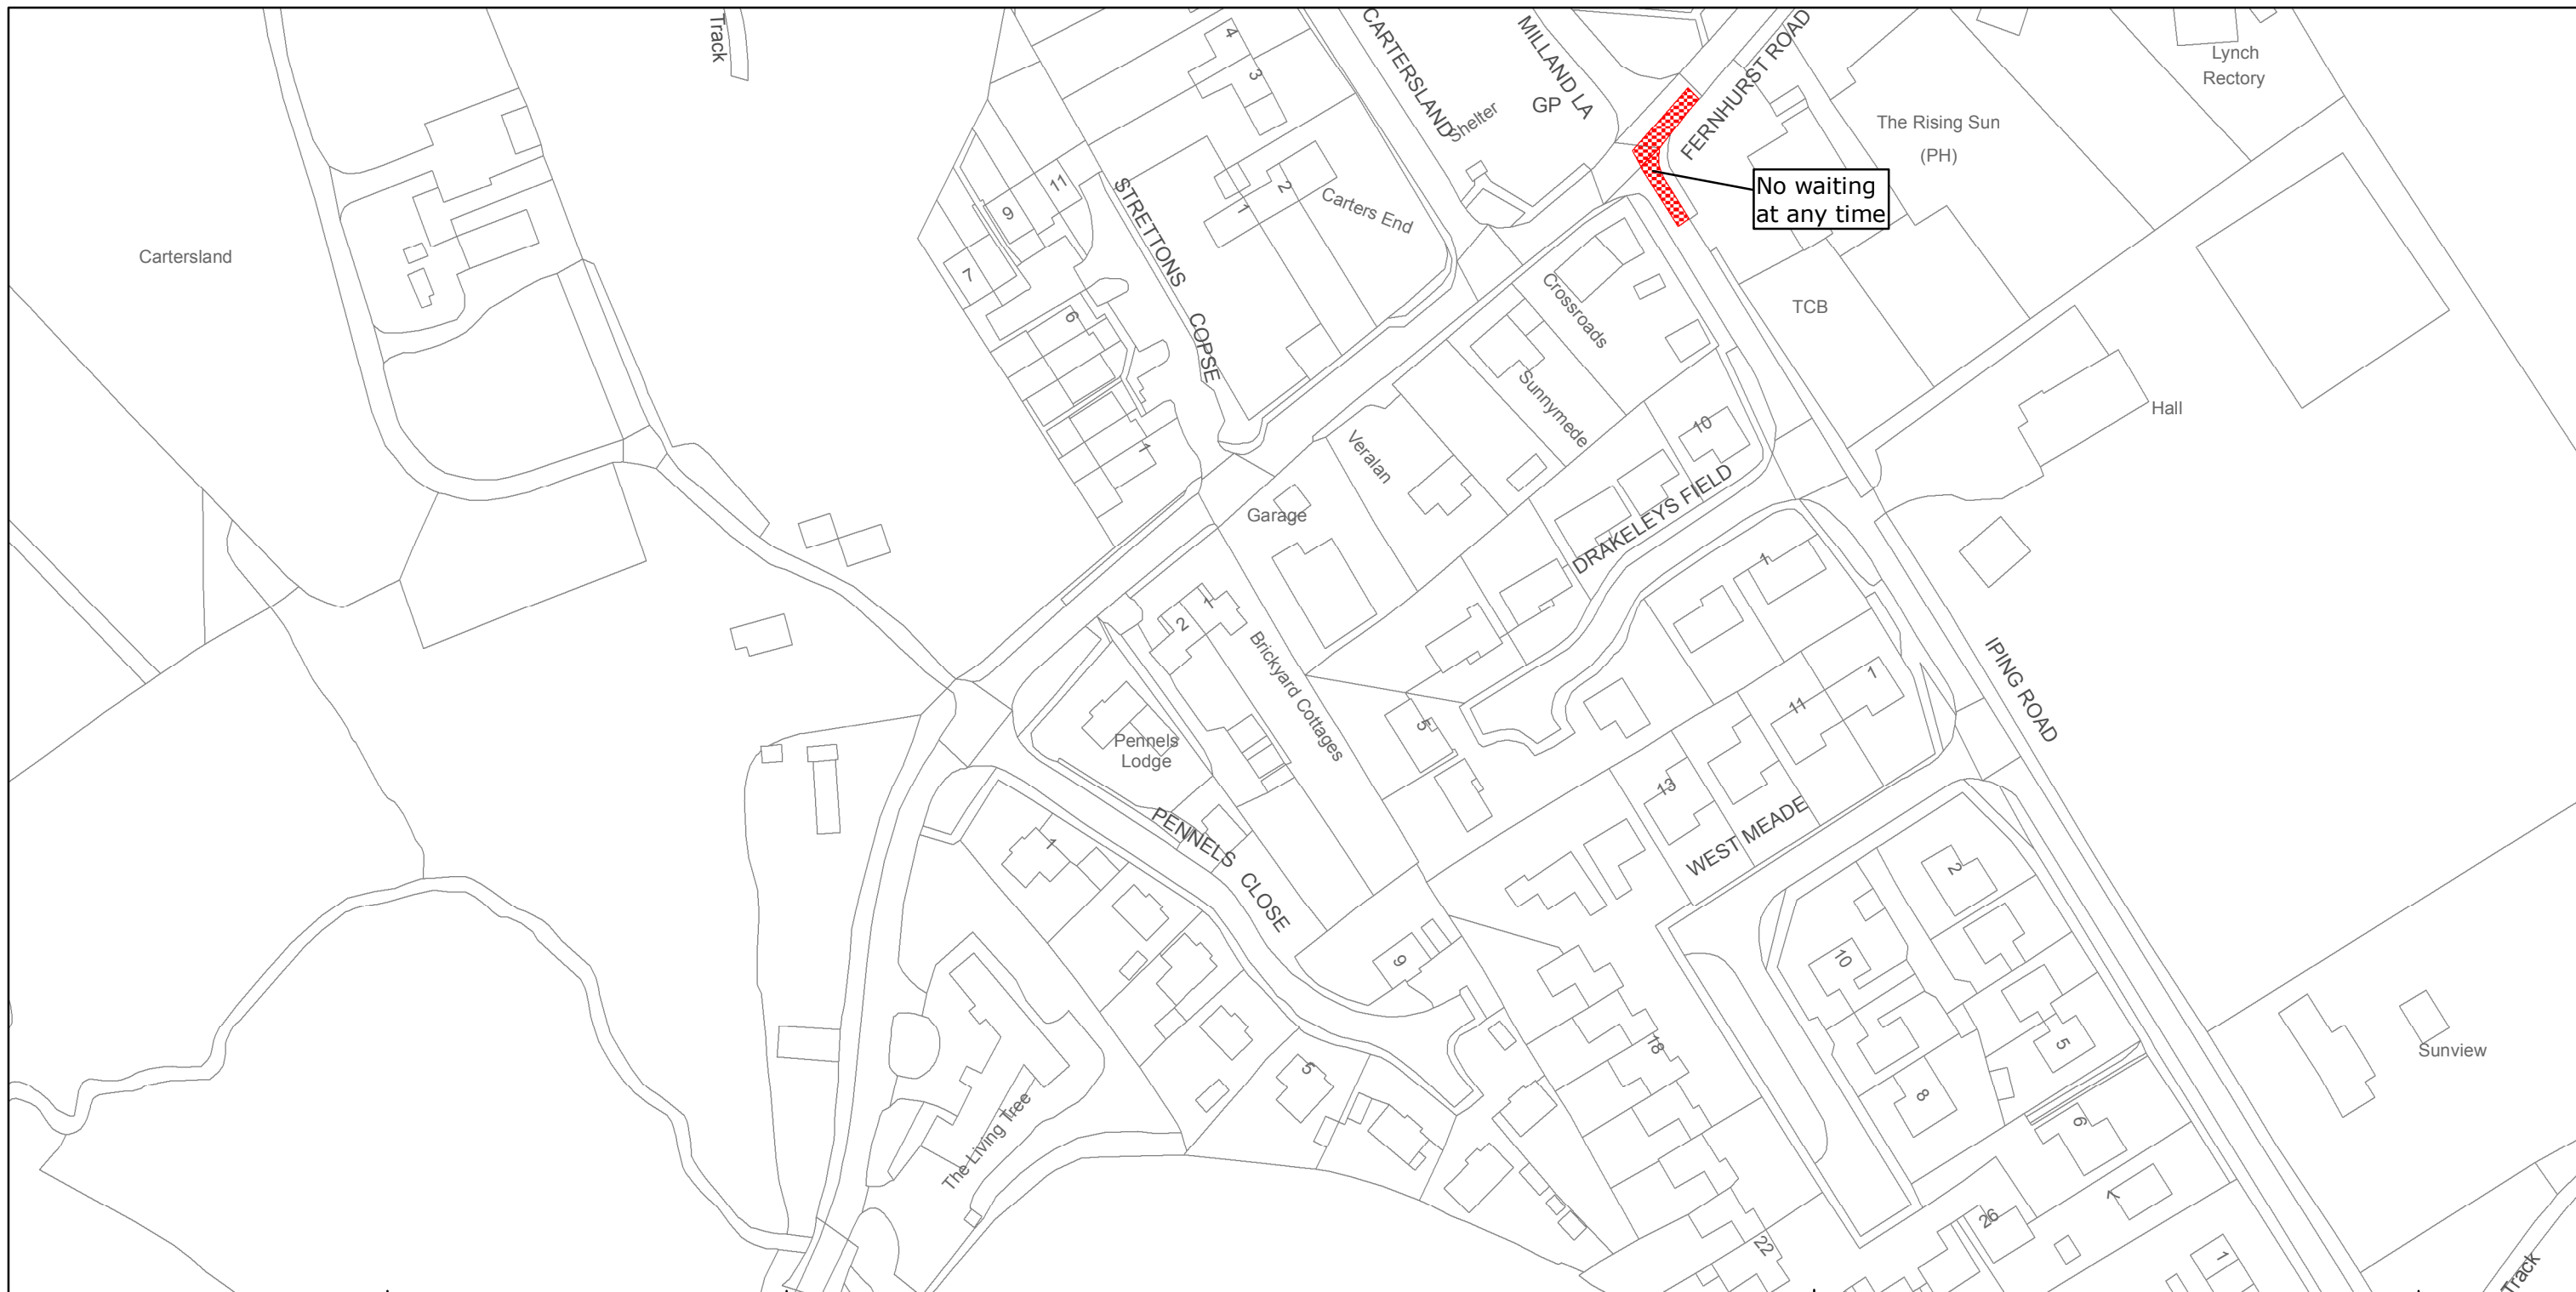 Track
CARTERSLAND
MILLAND LA
FERNHURST ROAD
Lynch
Rectory
4
3
Shelter
GP
The Rising Sun
(PH)
No waiting
at any time
11
9
7
STRETTONS COPSE
2
1
Carters End
Cartersland
6
Crossroads
TCB
Sunnymede
10
Hall
Veralan
1
Garage
DRAKELEYS FIELD
1
1
2
Brickyard Cottages
IPING ROAD
5
11
1
Pennels
Lodge
13
WEST MEADE
PENNELS CLOSE
1
2
9
10
18
5
Sunview
5
8
6
The Living Tree
7
26
22
1
Track